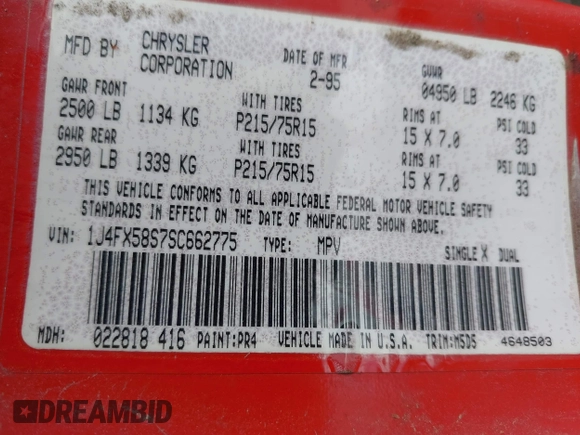 MFD BY CHRYSLER CORPORATION DATE OF MFR 2-95 GVWR 04950 LB 2246 KG
GAWR FRONT WITH TIRES RIMS AT PSI COLD
2500 LB 1134 KG P215/75R15 15 X 7.0 33
GAWR REAR WITH TIRES RIMS AT PSI COLD
2950 LB 1339 KG P215/75R15 15 X 7.0 33
THIS VEHICLE CONFORMS TO ALL APPLICABLE FEDERAL MOTOR VEHICLE SAFETY
STANDARDS IN EFFECT ON THE DATE OF MANUFACTURE SHOWN ABOVE.
VIN: 1J4FX58S7SC662775 TYPE: MPV SINGLE X DUAL
MDH: 022818 416 PAINT:PR4 VEHICLE MADE IN U.S.A. TRIM:M5D5
4648503
DREAMBID